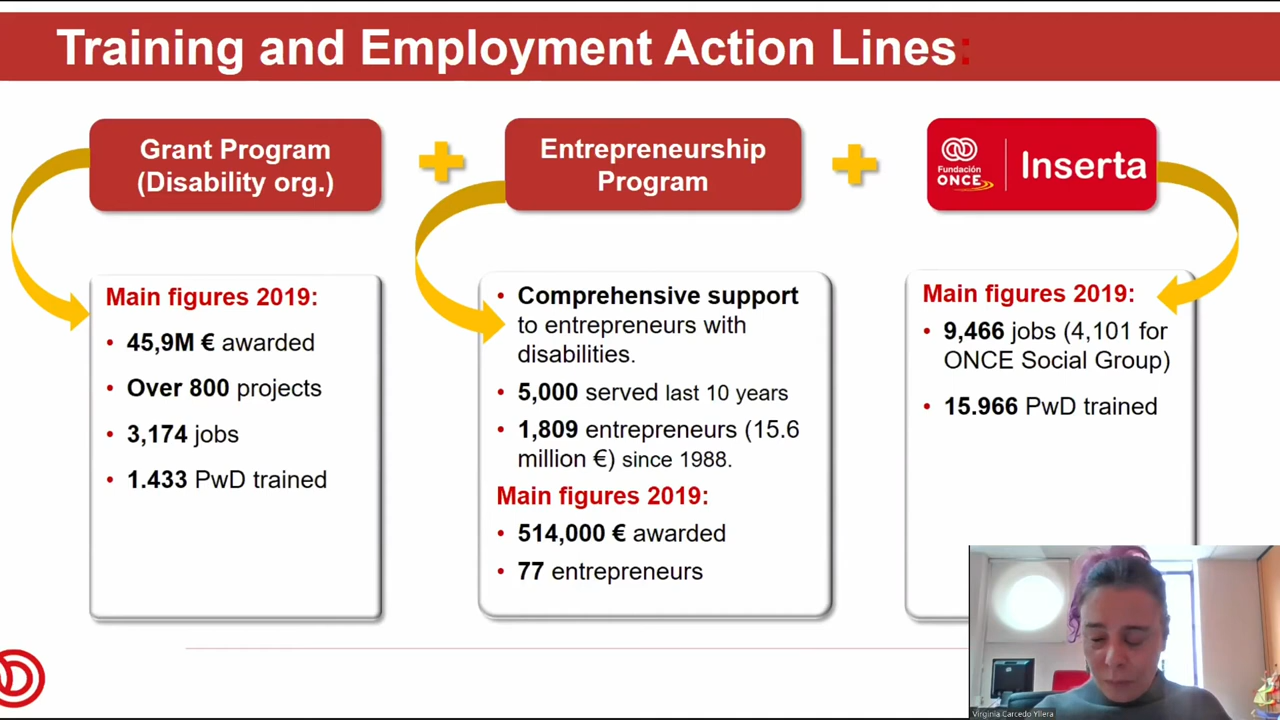 Training and Employment Action Lines:
Grant Program
(Disability org.)
Entrepreneurship
Program
Fundación
ONCE
Inserta
Main figures 2019:
• 45,9M € awarded
• Over 800 projects
• 3,174 jobs
• 1.433 PwD trained
• Comprehensive support
to entrepreneurs with
disabilities.
• 5,000 served last 10 years
• 1,809 entrepreneurs (15.6
million €) since 1988.
Main figures 2019:
• 514,000 € awarded
• 77 entrepreneurs
Main figures 2019:
• 9,466 jobs (4,101 for
ONCE Social Group)
• 15.966 PwD trained
Virginia Carcedo Yllera